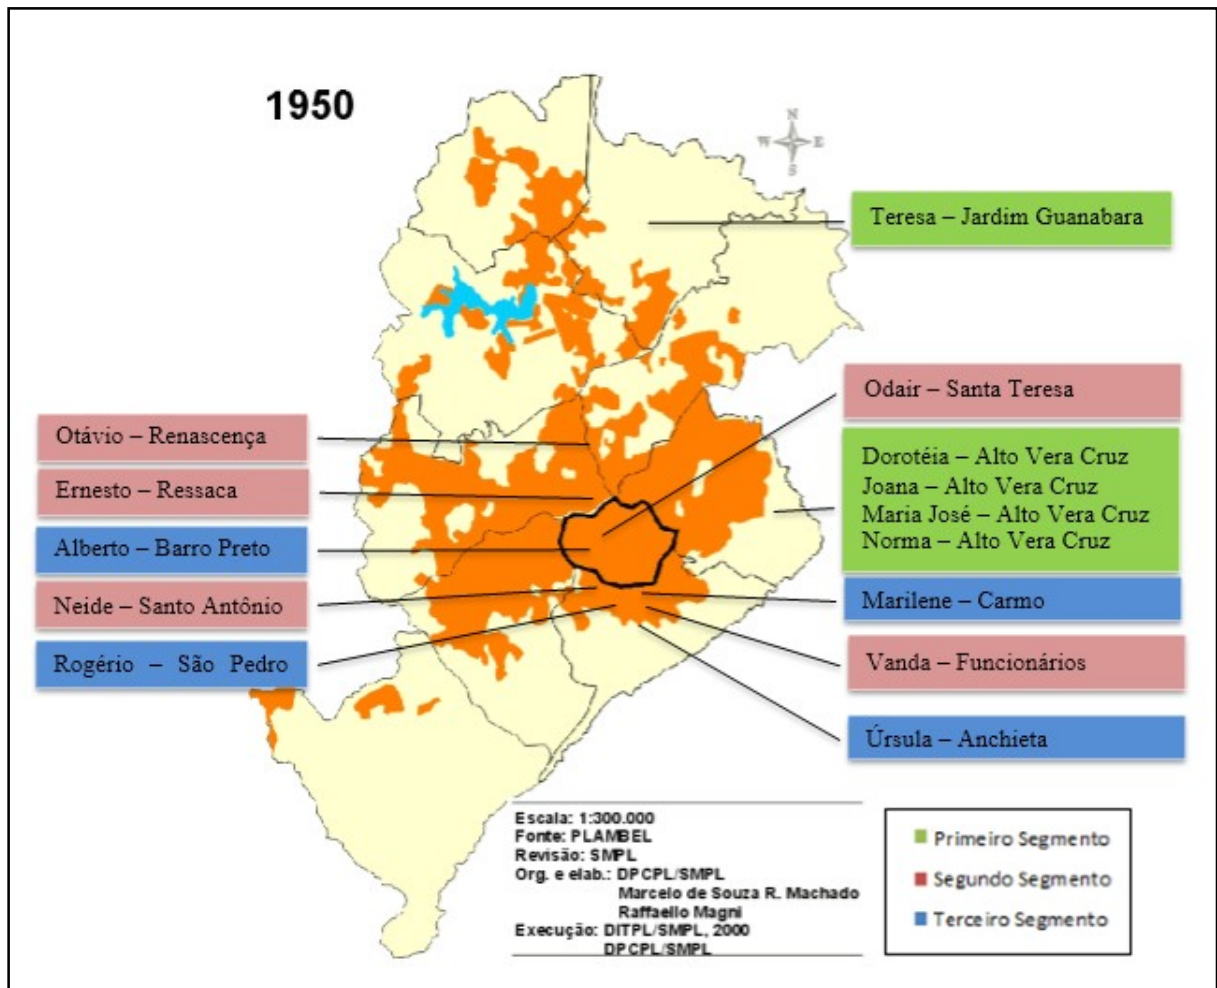 1950
N
W E
S
Teresa – Jardim Guanabara
Odair – Santa Teresa
Otávio – Renascença
Dorotéia – Alto Vera Cruz
Joana – Alto Vera Cruz
Maria José – Alto Vera Cruz
Norma – Alto Vera Cruz
Ernesto – Ressaca
Alberto – Barro Preto
Neide – Santo Antônio
Marilene – Carmo
Rogério – São Pedro
Vanda – Funcionários
Úrsula – Anchieta
Escala: 1:300.000
Fonte: PLAMBEL
Revisão: SMPL
Org. e elab.: DPCPL/SMPL
Marcelo de Souza R. Machado
Raffaello Magni
Execução: DITPL/SMPL, 2000
DPCPL/SMPL
Primeiro Segmento
Segundo Segmento
Terceiro Segmento